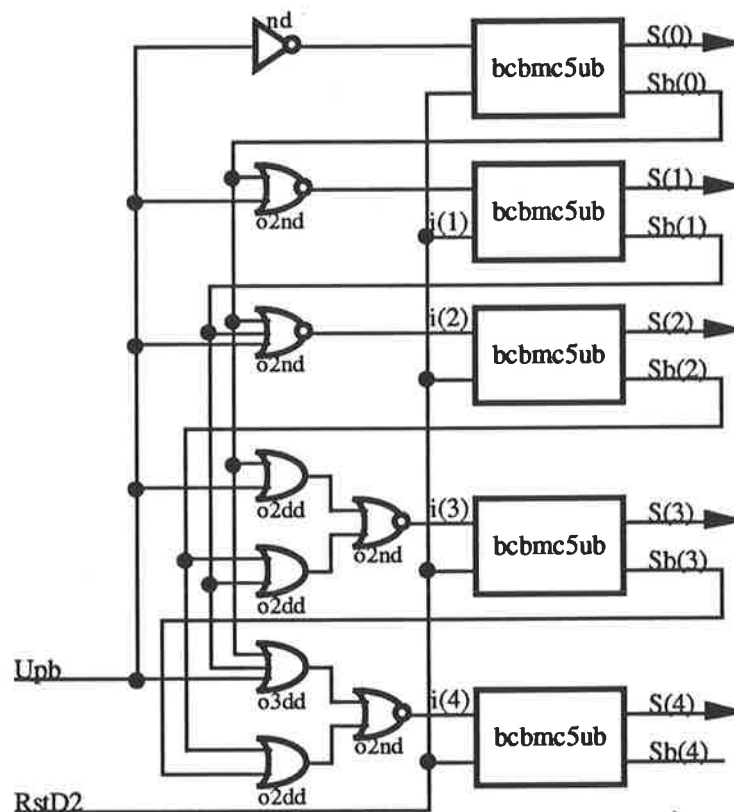 nd
S(0)
bcbmc5ub
Sb(0)
S(1)
bcbmc5ub
o2nd
i(1)
Sb(1)
i(2)
S(2)
bcbmc5ub
o2nd
Sb(2)
o2dd
i(3)
S(3)
bcbmc5ub
o2nd
Sb(3)
o2dd
Upb
o3dd
i(4)
S(4)
bcbmc5ub
o2nd
Sb(4)
o2dd
RstD2